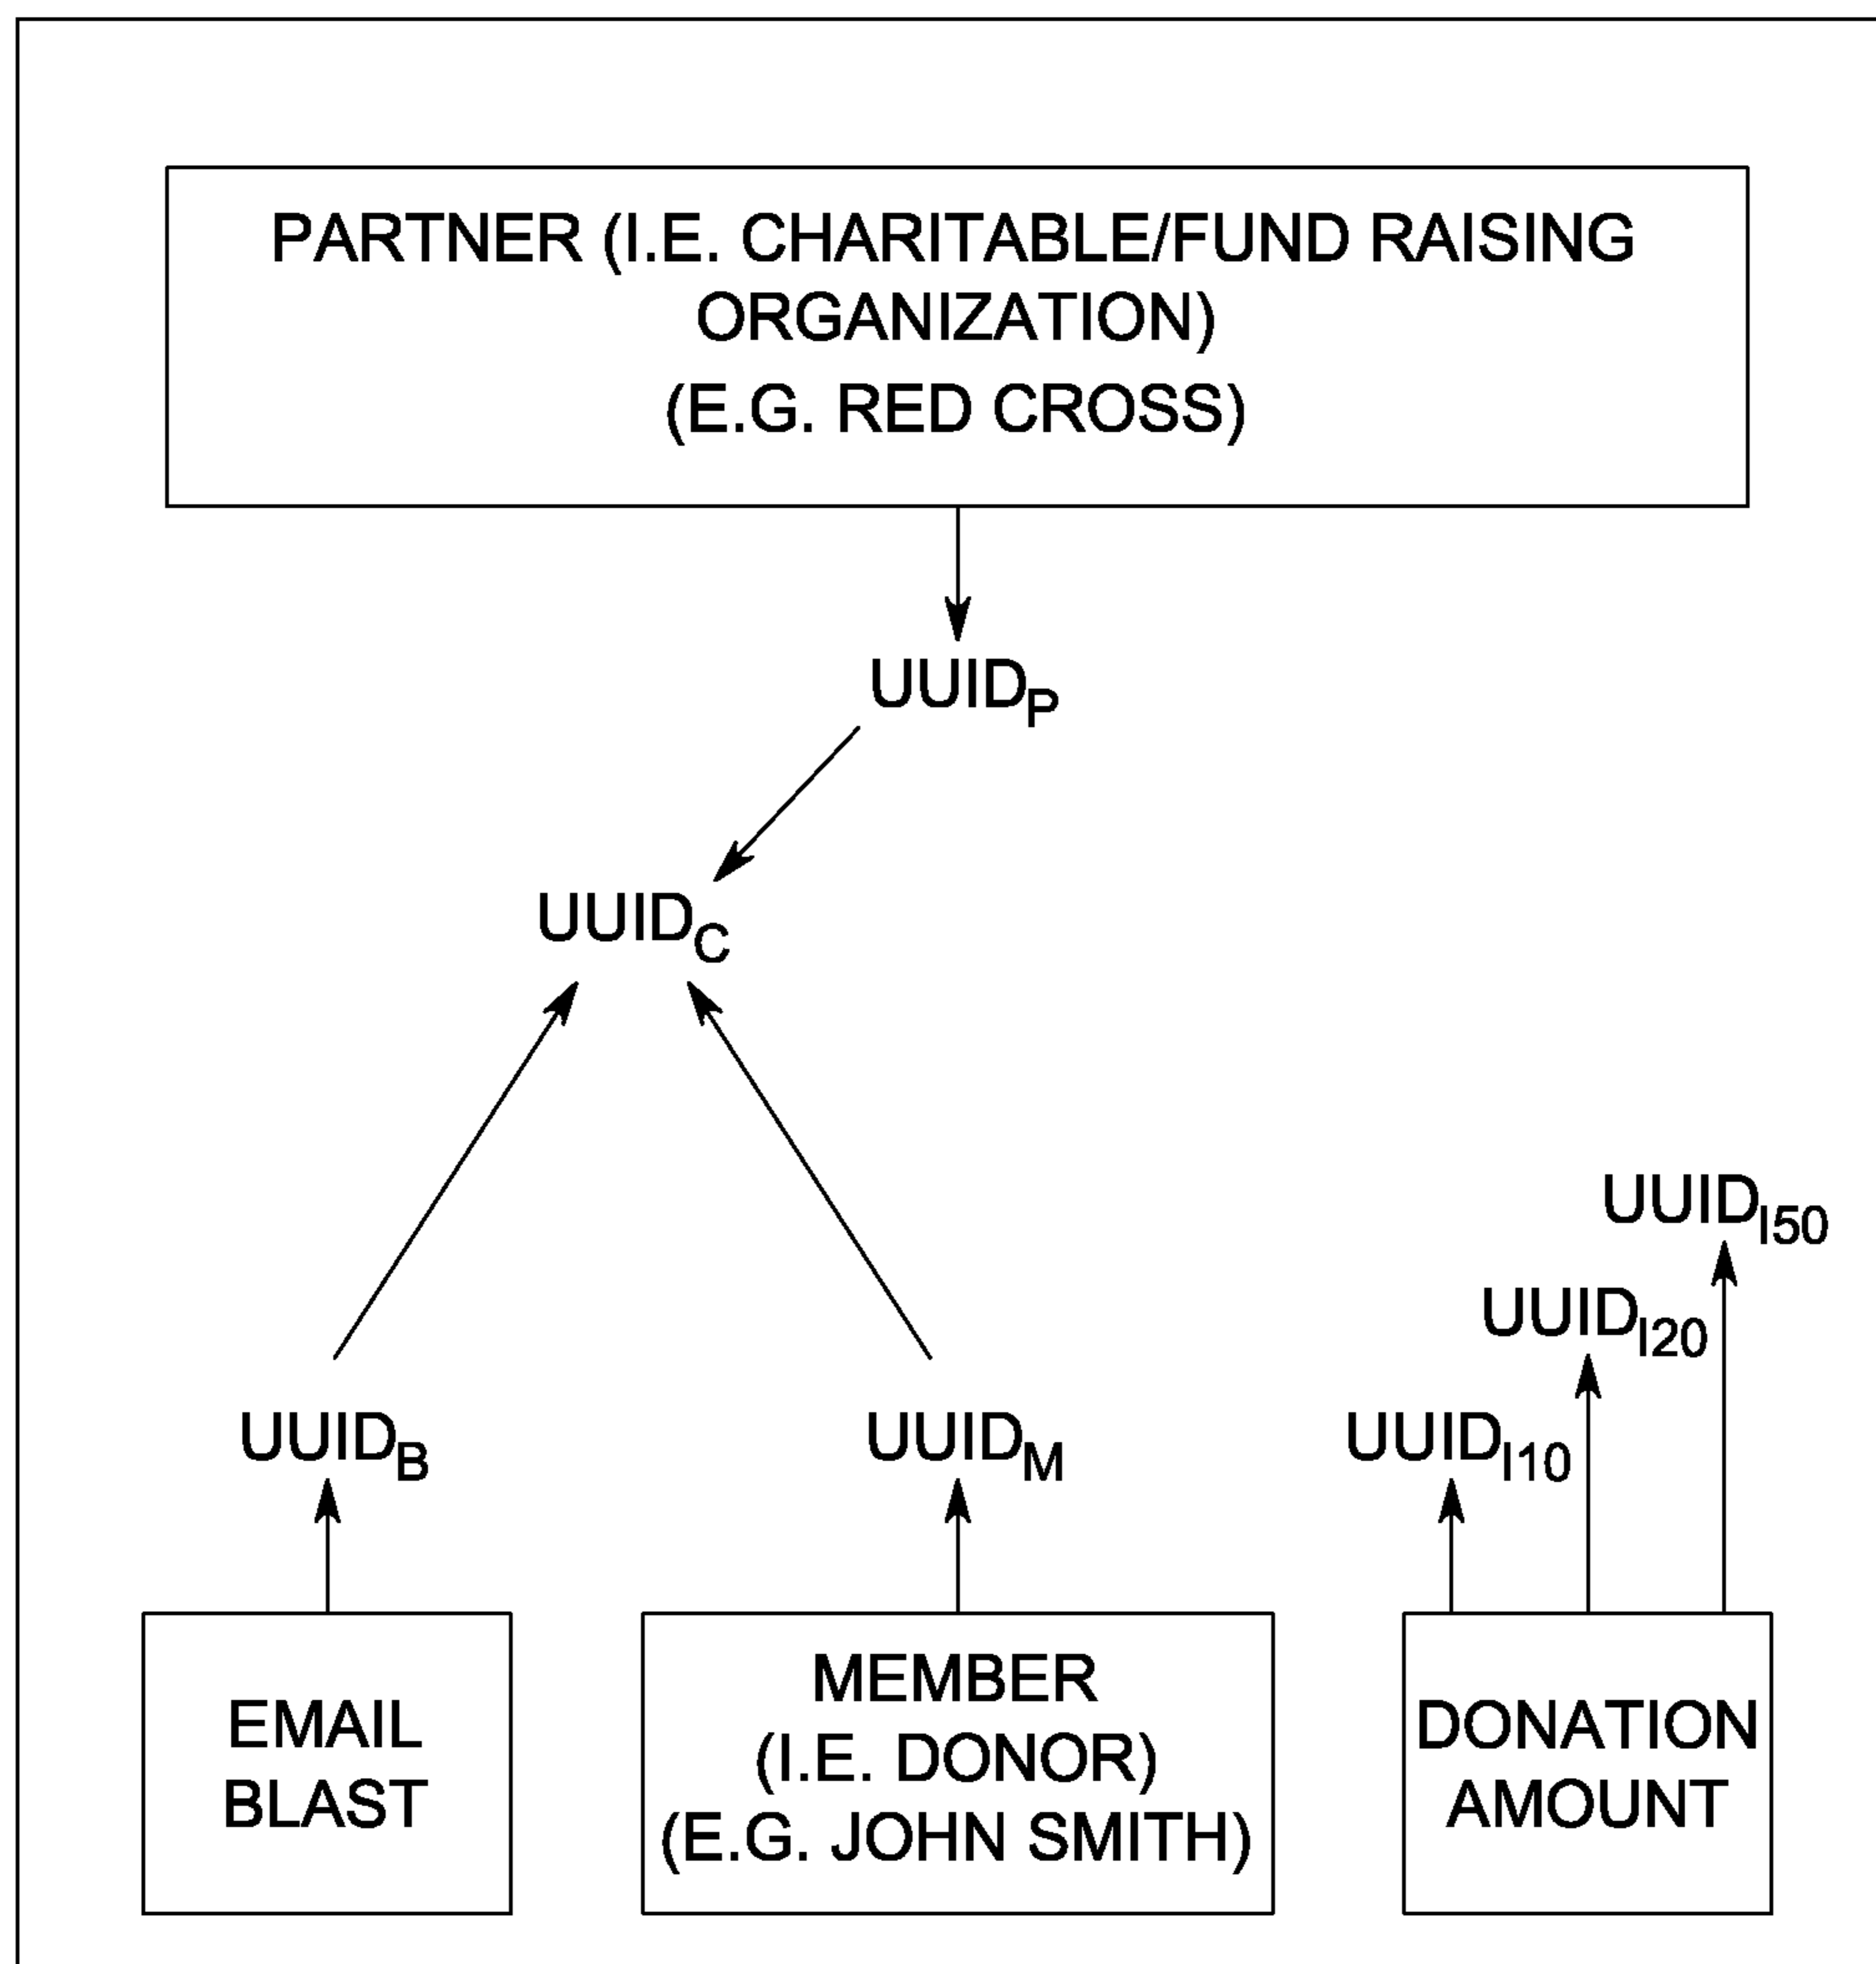 PARTNER (I.E. CHARITABLE/FUND RAISING
ORGANIZATION)
(E.G. RED CROSS)
UUIDP
UUIDC
UUIDI50
UUIDI20
UUIDB
UUIDM
UUIDI10
EMAIL
BLAST
MEMBER
(I.E. DONOR)
(E.G. JOHN SMITH)
DONATION
AMOUNT